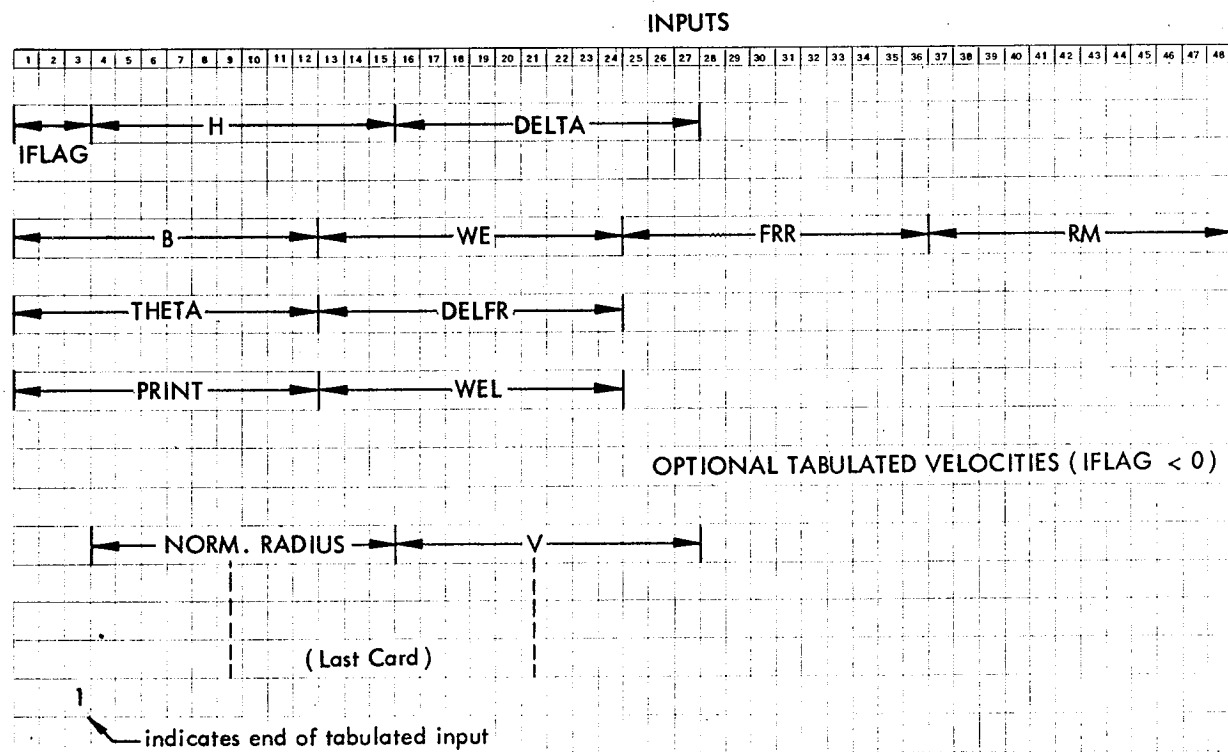 INPUTS
1 2 3 4 5 6 7 8 9 10 11 12 13 14 15 16 17 18 19 20 21 22 23 24 25 26 27 28 29 30 31 32 33 34 35 36 37 38 39 40 41 42 43 44 45 46 47 48
H DELTA
IFLAG
B WE FRR RM
THETA DELFR
PRINT WEL
OPTIONAL TABULATED VELOCITIES (IFLAG < 0)
NORM. RADIUS V
(Last Card)
1
indicates end of tabulated input